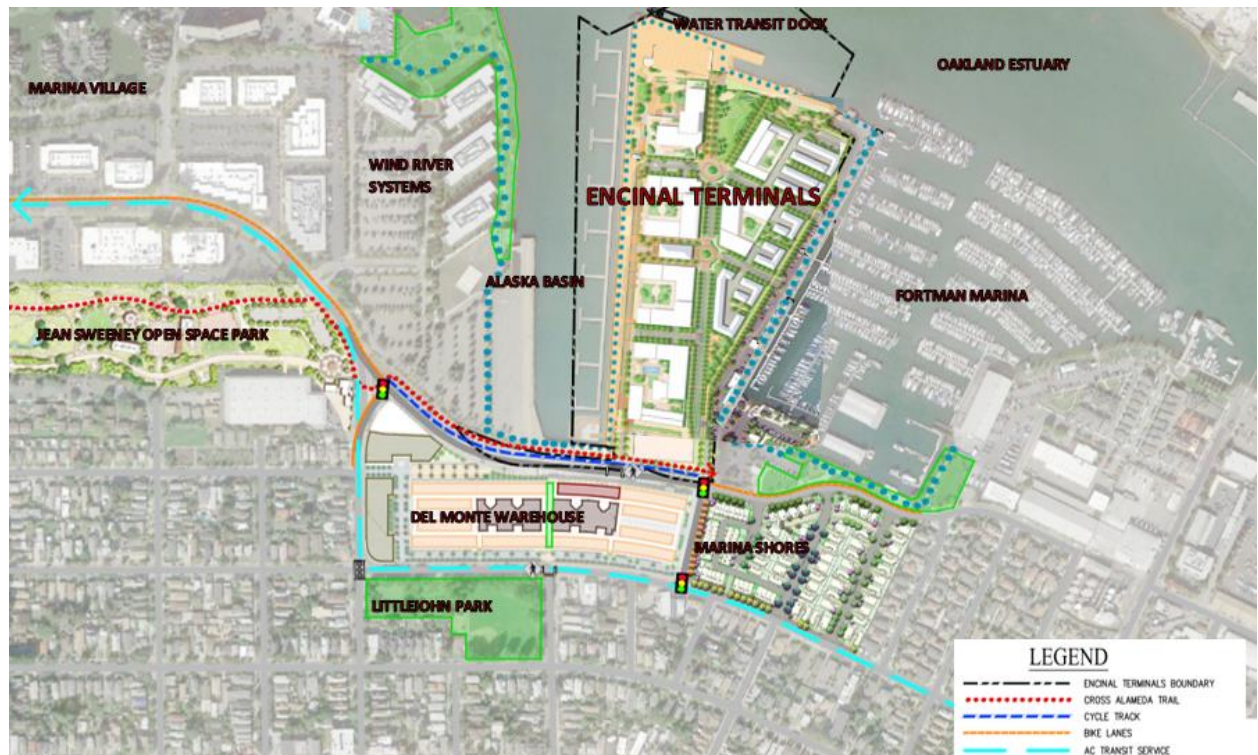 WATER TRANSIT DOCK
OAKLAND ESTUARY
MARINA VILLAGE
WIND RIVER
SYSTEMS
ENCINAL TERMINALS
ALASKA BASIN
FORTMAN MARINA
JEAN SWEENEY OPEN SPACE PARK
DEL MONTE WAREHOUSE
MARINA SHORES
LITTLEJOHN PARK
LEGEND
ENCINAL TERMINALS BOUNDARY
CROSS ALAMEDA TRAIL
CYCLE TRACK
BIKE LANES
AC TRANSIT SERVICE